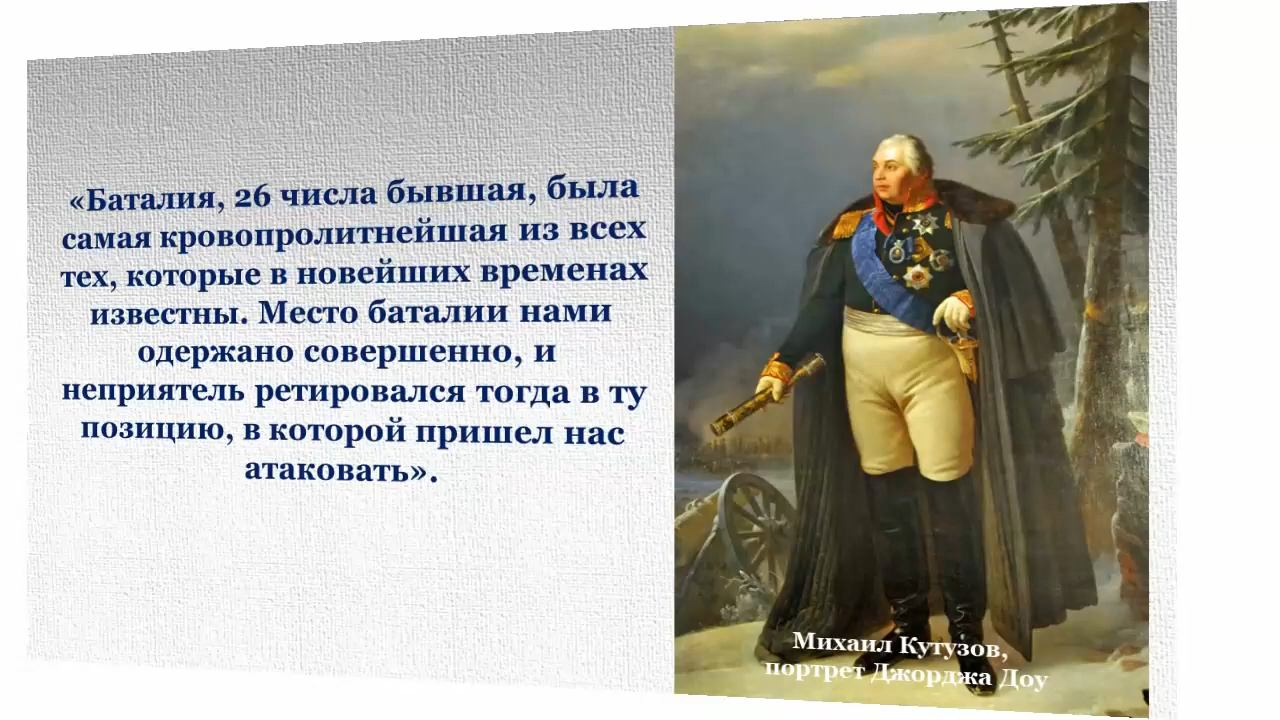 «Баталия, 26 числа бывшая, была
самая кровопролитнейшая из всех
тех, которые в новейших временах
известны. Место баталии нами
одержано совершенно, и
неприятель ретировался тогда в ту
позицию, в которой пришел нас
атаковать».
Михаил Кутузов,
портрет Джорджа Доу